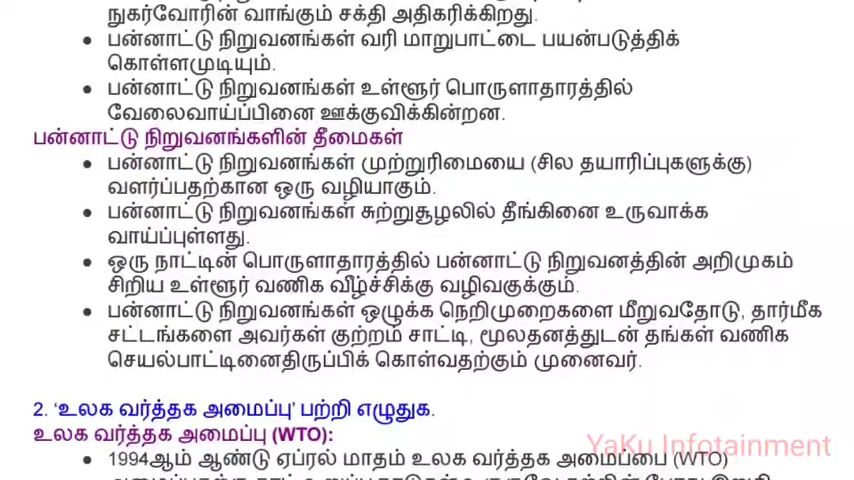 நுகர்வோரின் வாங்கும் சக்தி அதிகரிக்கிறது.
● பன்னாட்டு நிறுவனங்கள் வரி மாறுபாட்டை பயன்படுத்திக்
கொள்ளமுடியும்.
● பன்னாட்டு நிறுவனங்கள் உள்ளூர் பொருளாதாரத்தில்
வேலைவாய்ப்பினை ஊக்குவிக்கின்றன.
பன்னாட்டு நிறுவனங்களின் தீமைகள்
● பன்னாட்டு நிறுவனங்கள் முற்றுரிமையை (சில தயாரிப்புகளுக்கு)
வளர்ப்பதற்கான ஒரு வழியாகும்.
● பன்னாட்டு நிறுவனங்கள் சுற்றுசூழலில் தீங்கினை உருவாக்க
வாய்ப்புள்ளது.
● ஒரு நாட்டின் பொருளாதாரத்தில் பன்னாட்டு நிறுவனத்தின் அறிமுகம்
சிறிய உள்ளூர் வணிக வீழ்ச்சிக்கு வழிவகுக்கும்.
● பன்னாட்டு நிறுவனங்கள் ஒழுக்க நெறிமுறைகளை மீறுவதோடு, தார்மீக
சட்டங்களை அவர்கள் குற்றம் சாட்டி, மூலதனத்துடன் தங்கள் வணிக
செயல்பாட்டினைதிருப்பிக் கொள்வதற்கும் முனைவர்.
2. ‘உலக வர்த்தக அமைப்பு’ பற்றி எழுதுக.
உலக வர்த்தக அமைப்பு (WTO):
YaKu Infotainment
● 1994ஆம் ஆண்டு ஏப்ரல் மாதம் உலக வர்த்தக அமைப்பை (WTO)